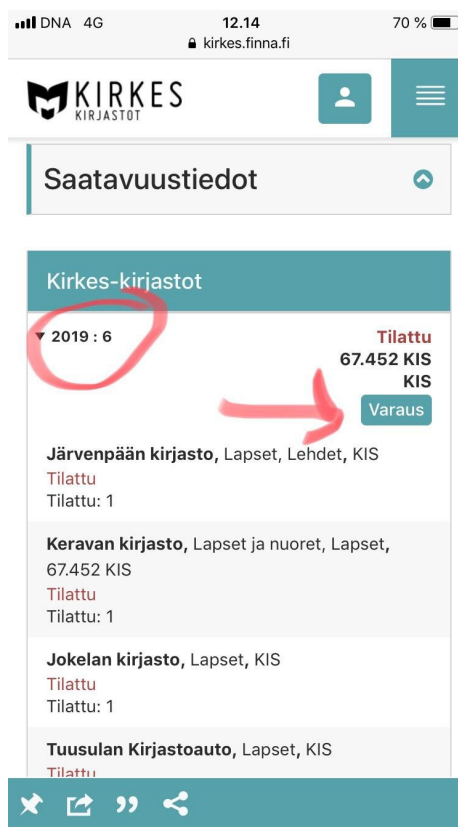 DNA 4G 12.14 70 %
kirkes.finna.fi
KIRKES
KIRJASTOT
Saatavuustiedot
Kirkes-kirjastot
2019 : 6 Tilattu
67.452 KIS
KIS
Varaus
Järvenpään kirjasto, Lapset, Lehdet, KIS
Tilattu
Tilattu: 1
Keravan kirjasto, Lapset ja nuoret, Lapset,
67.452 KIS
Tilattu
Tilattu: 1
Jokelan kirjasto, Lapset, KIS
Tilattu
Tilattu: 1
Tuusulan Kirjastoauto, Lapset, KIS
Tilattu